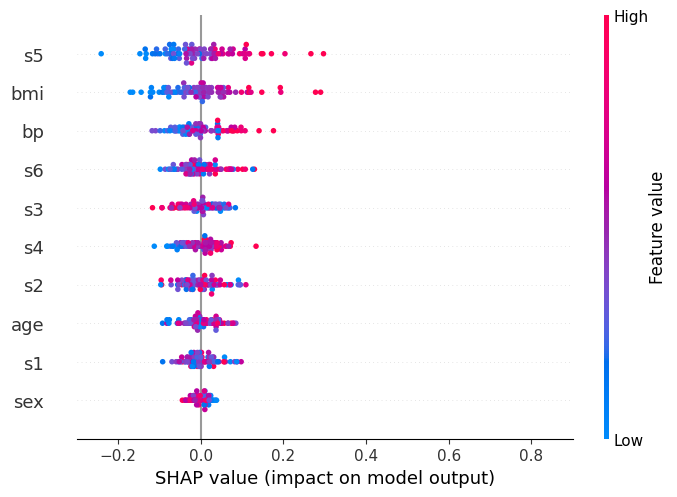 High
s5
bmi
bp
s6
s3
s4
s2
age
s1
sex
Feature value
Low
−0.2 0.0 0.2 0.4 0.6 0.8
SHAP value (impact on model output)